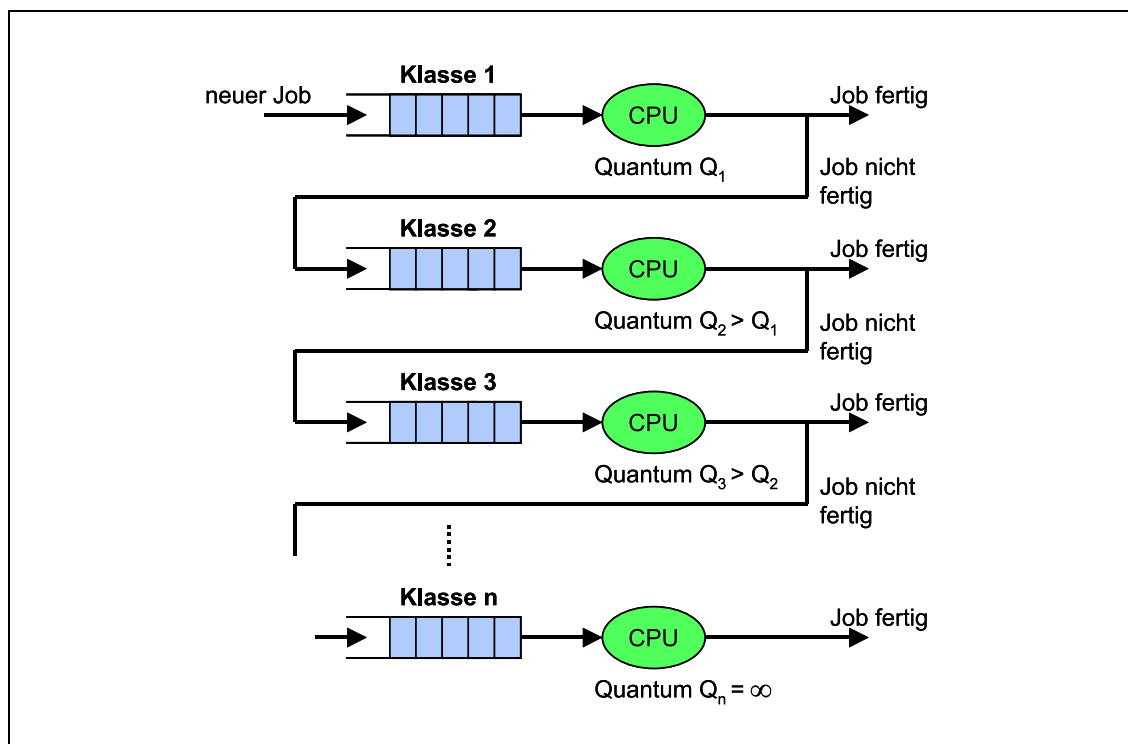 Klasse 1
neuer Job
CPU
Job fertig
Quantum Q1
Job nicht
fertig
Klasse 2
CPU
Job fertig
Quantum Q2 > Q1
Job nicht
fertig
Klasse 3
CPU
Job fertig
Quantum Q3 > Q2
Job nicht
fertig
Klasse n
CPU
Job fertig
Quantum Qn = ∞